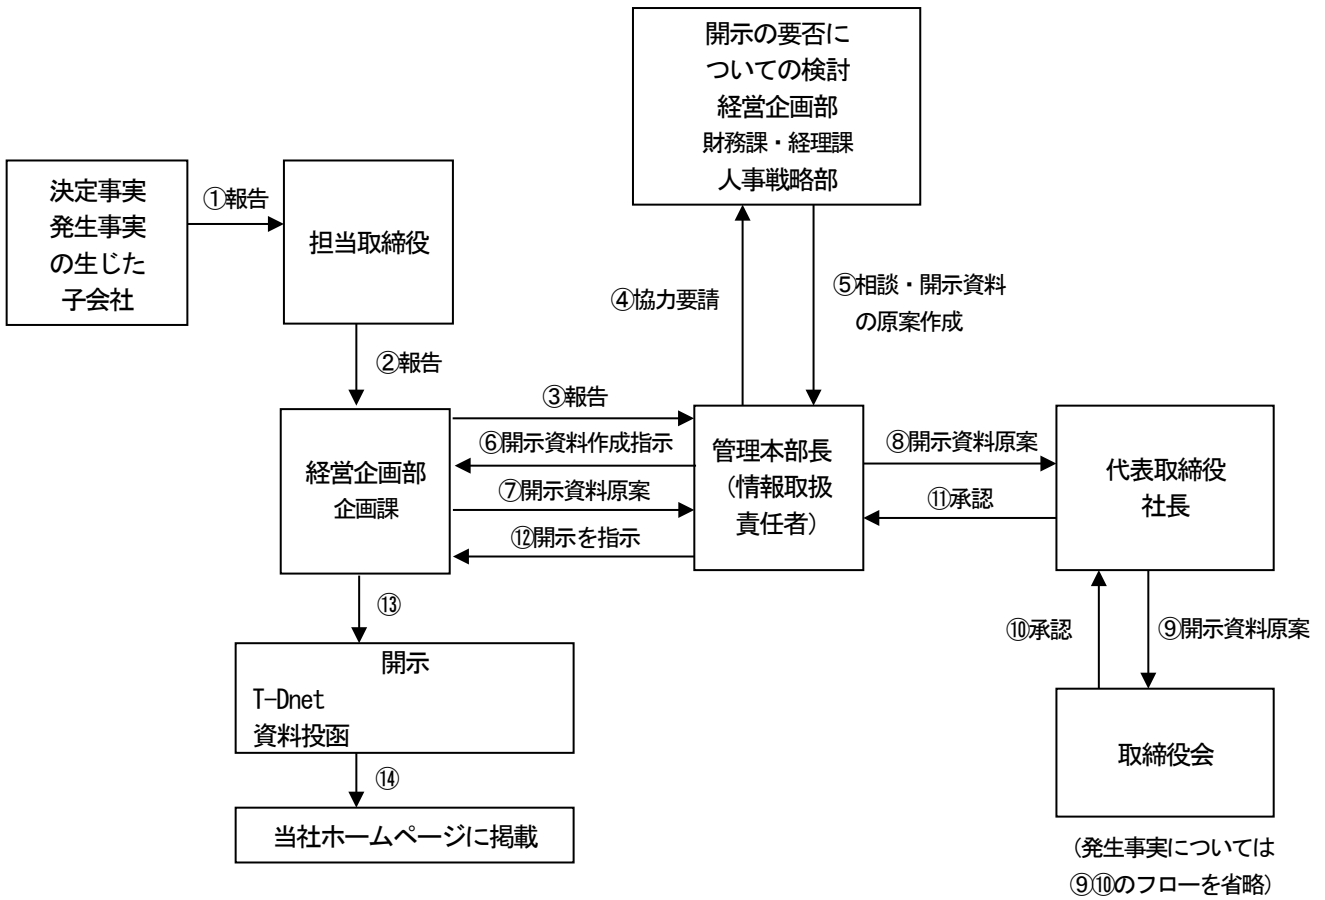 開示の要否に
ついての検討
経営企画部
財務課・経理課
人事戦略部
決定事実
発生事実
の生じた
子会社
①報告
担当取締役
④協力要請
⑤相談・開示資料
の原案作成
②報告
③報告
⑥開示資料作成指示
⑦開示資料原案
⑫開示を指示
経営企画部
企画課
管理本部長
（情報取扱
責任者）
⑧開示資料原案
⑪承認
代表取締役
社長
⑬
⑩承認
⑨開示資料原案
開示
T-Dnet
資料投函
取締役会
⑭
当社ホームページに掲載
（発生事実については
⑨⑩のフローを省略）